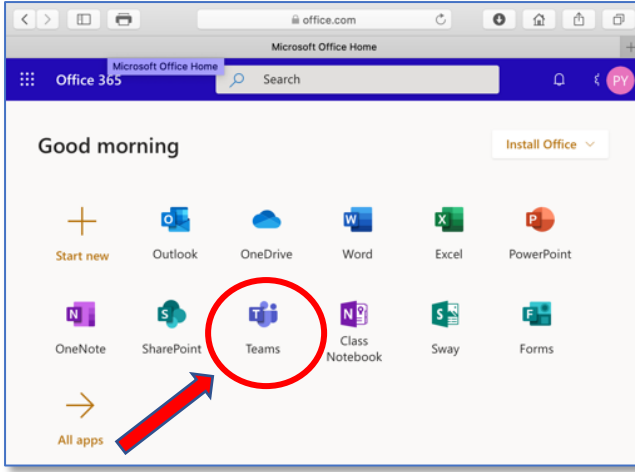 office.com
Microsoft Office Home
Microsoft Office Home
Office 365
Search
PY
Good morning
Install Office
Start new
Outlook
OneDrive
Word
Excel
PowerPoint
OneNote
SharePoint
Teams
Class
Notebook
Sway
Forms
All apps